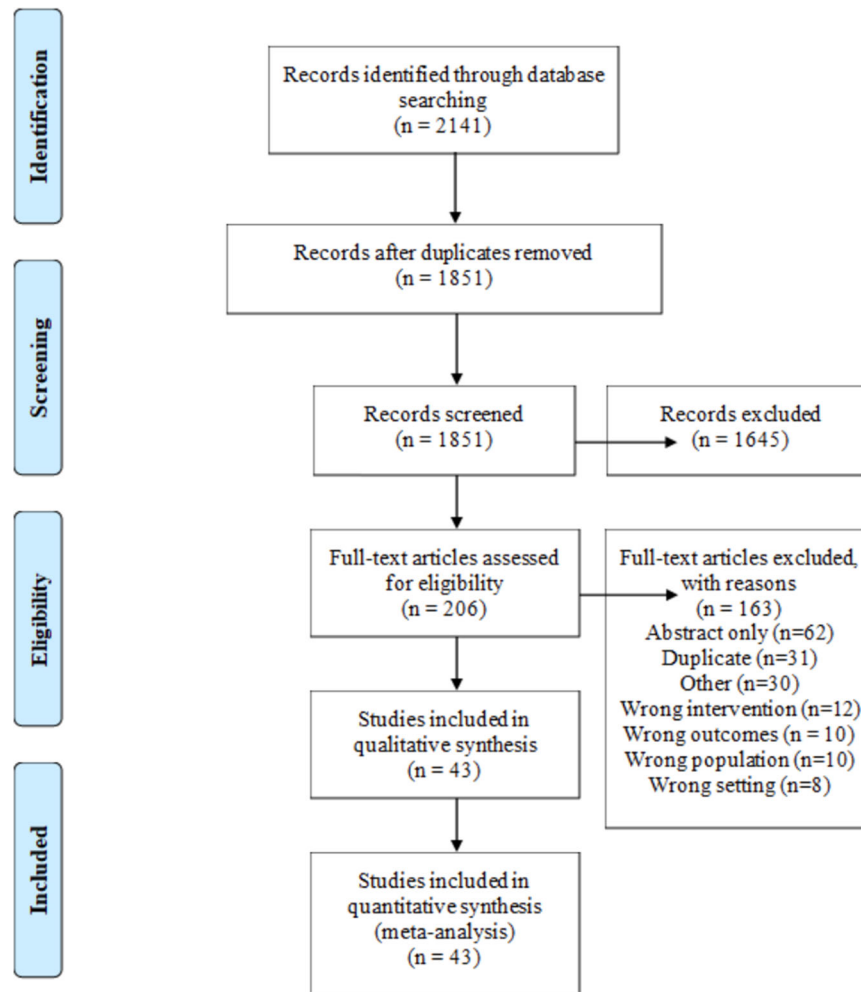 Identification
Records identified through database
searching
(n = 2141)
Records after duplicates removed
(n = 1851)
Screening
Records screened
(n = 1851)
Records excluded
(n = 1645)
Eligibility
Full-text articles assessed
for eligibility
(n = 206)
Full-text articles excluded,
with reasons
(n = 163)
Abstract only (n=62)
Duplicate (n=31)
Other (n=30)
Wrong intervention (n=12)
Wrong outcomes (n = 10)
Wrong population (n=10)
Wrong setting (n=8)
Studies included in
qualitative synthesis
(n = 43)
Included
Studies included in
quantitative synthesis
(meta-analysis)
(n = 43)